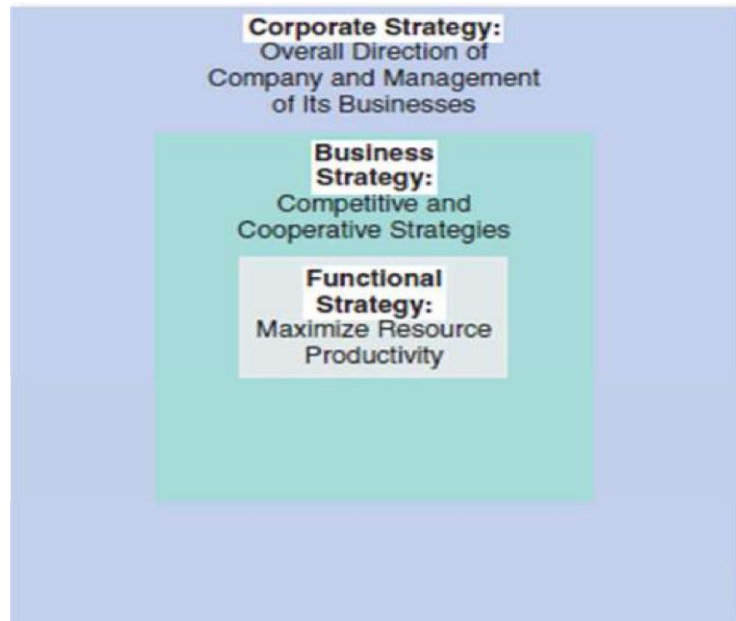 Corporate Strategy:
Overall Direction of
Company and Management
of Its Businesses
Business
Strategy:
Competitive and
Cooperative Strategies
Functional
Strategy:
Maximize Resource
Productivity